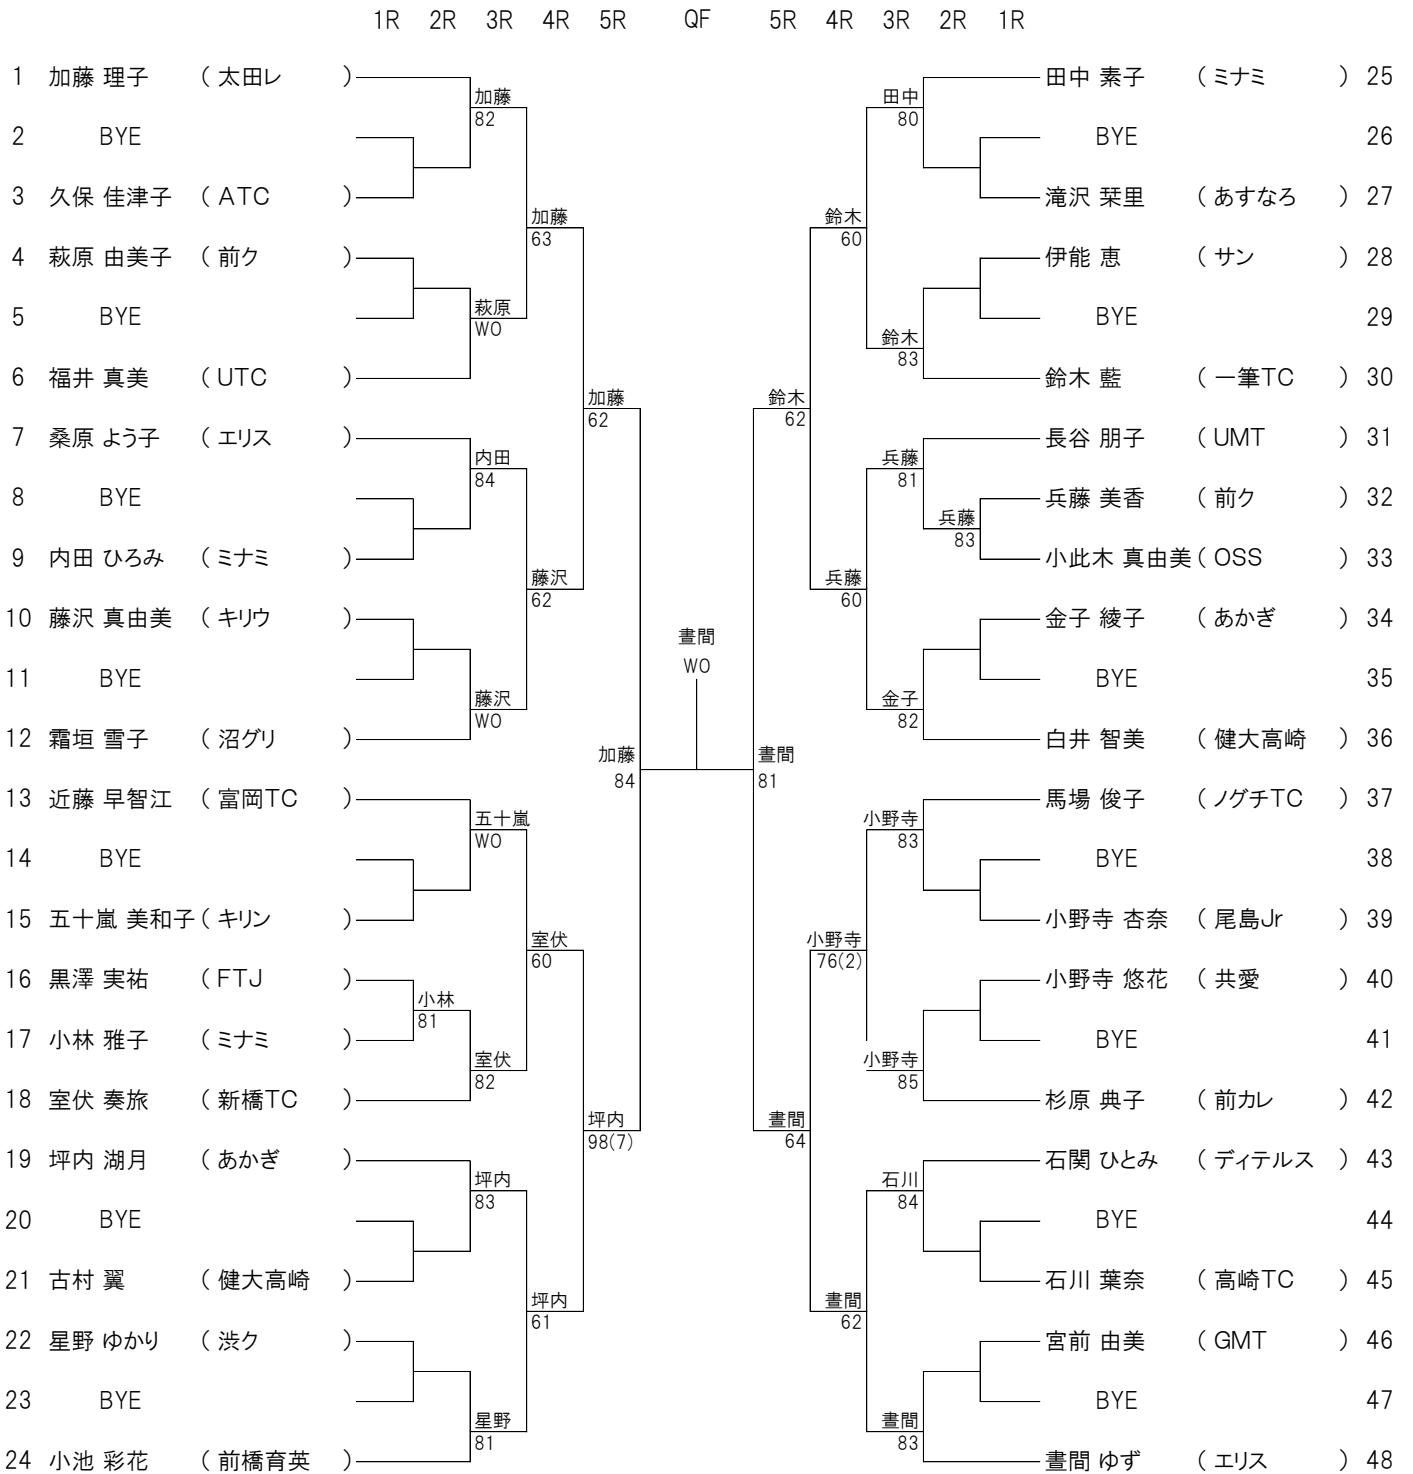 1R 2R 3R 4R 5R QF 5R 4R 3R 2R 1R
1 加藤 理子 ( 太田レ )
2 BYE
3 久保 佳津子 ( ATC )
4 萩原 由美子 ( 前ク )
5 BYE
6 福井 真美 ( UTC )
7 桑原 よう子 ( エリス )
8 BYE
9 内田 ひろみ ( ミナミ )
10 藤沢 真由美 ( キリウ )
11 BYE
12 霜垣 雪子 ( 沼グリ )
13 近藤 早智江 ( 富岡TC )
14 BYE
15 五十嵐 美和子 ( キリン )
16 黒澤 実祐 ( FTJ )
17 小林 雅子 ( ミナミ )
18 室伏 奏旅 ( 新橋TC )
19 坪内 湖月 ( あかぎ )
20 BYE
21 古村 翼 ( 健大高崎 )
22 星野 ゆかり ( 渋ク )
23 BYE
24 小池 彩花 ( 前橋育英 )
小林
81
加藤
82
萩原
WO
内田
84
藤沢
WO
五十嵐
WO
室伏
82
坪内
83
星野
81
加藤
63
藤沢
62
室伏
60
坪内
61
加藤
62
坪内
98(7)
加藤
84
晝間
WO
晝間
81
鈴木
62
晝間
64
鈴木
60
兵藤
60
小野寺
76(2)
晝間
62
田中
80
鈴木
83
兵藤
81
金子
82
小野寺
83
小野寺
85
石川
84
晝間
83
兵藤
83
田中 素子 ( ミナミ ) 25
BYE 26
滝沢 栞里 ( あすなろ ) 27
伊能 恵 ( サン ) 28
BYE 29
鈴木 藍 ( 一筆TC ) 30
長谷 朋子 ( UMT ) 31
兵藤 美香 ( 前ク ) 32
小此木 真由美 ( OSS ) 33
金子 綾子 ( あかぎ ) 34
BYE 35
白井 智美 ( 健大高崎 ) 36
馬場 俊子 ( ノグチTC ) 37
BYE 38
小野寺 杏奈 ( 尾島Jr ) 39
小野寺 悠花 ( 共愛 ) 40
BYE 41
杉原 典子 ( 前カレ ) 42
石関 ひとみ ( ディテルス ) 43
BYE 44
石川 葉奈 ( 高崎TC ) 45
宮前 由美 ( GMT ) 46
BYE 47
晝間 ゆず ( エリス ) 48